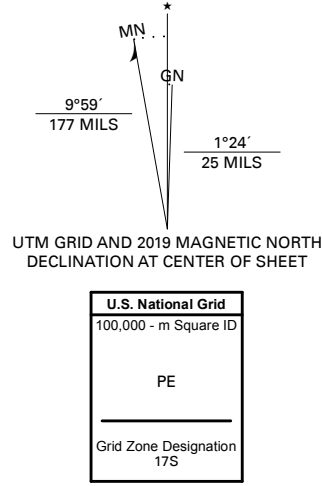 ★
MN
GN
9°59´
177 MILS
1°24´
25 MILS
UTM GRID AND 2019 MAGNETIC NORTH
DECLINATION AT CENTER OF SHEET
U.S. National Grid
100,000 - m Square ID
PE
Grid Zone Designation
17S